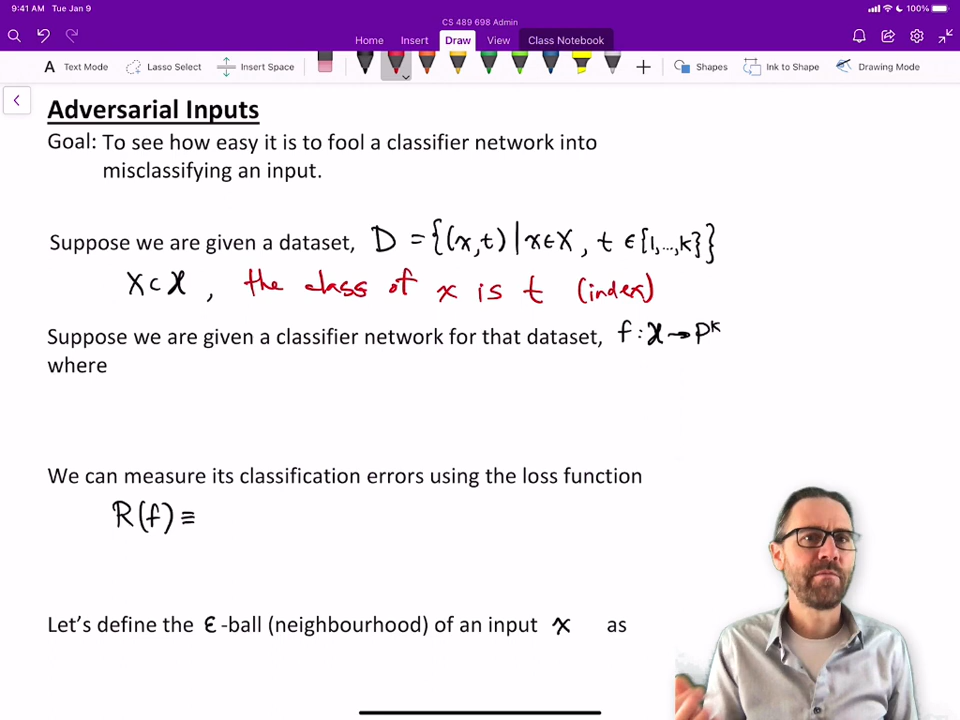 9:41 AM Tue Jan 9
100%
CS 489 698 Admin
Home Insert Draw View Class Notebook
A Text Mode Lasso Select Insert Space Shapes Ink to Shape Drawing Mode
Adversarial Inputs
Goal: To see how easy it is to fool a classifier network into
misclassifying an input.
Suppose we are given a dataset, D = {(x,t) | x∈X, t ∈{1,...,K}}
X⊂𝒳, the class of x is t (index)
Suppose we are given a classifier network for that dataset, f:𝒳→P^K
where
We can measure its classification errors using the loss function
R(f) ≡
Let's define the ε-ball (neighbourhood) of an input x as